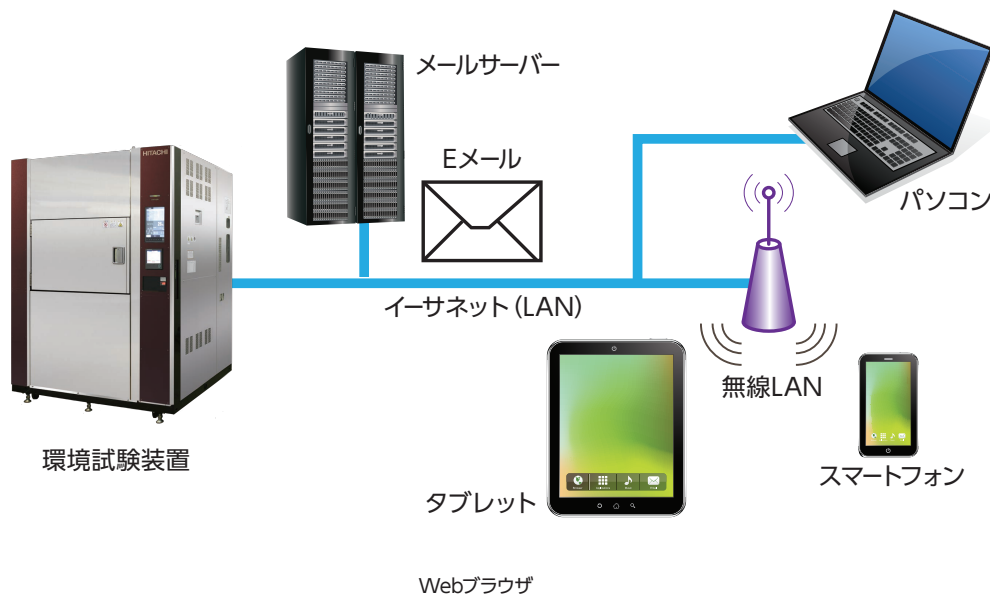 メールサーバー
HITACHI
Eメール
パソコン
イーサネット（LAN）
無線LAN
環境試験装置
スマートフォン
タブレット
Webブラウザ